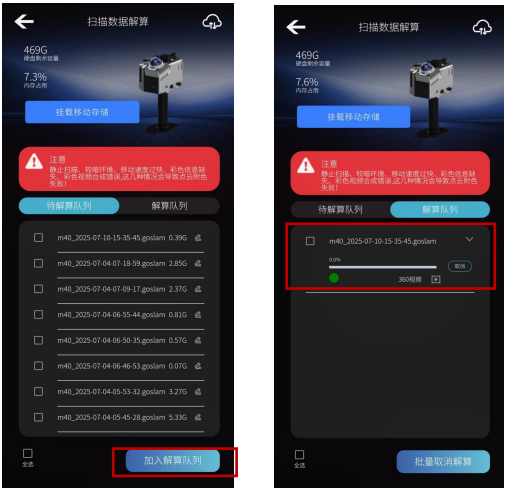 扫描数据解算
469G
硬盘剩余容量
7.3%
内存占用
挂载移动存储
注意
静止扫描、较暗环境、移动速度过快、彩色信息缺
失、彩色视频合成错误,这几种情况会导致点云附色
失败!
待解算队列
解算队列
m40_2025-07-10-15-35-45.goslam 0.39G
m40_2025-07-04-07-18-59.goslam 2.85G
m40_2025-07-04-07-09-17.goslam 2.37G
m40_2025-07-04-06-55-44.goslam 0.81G
m40_2025-07-04-06-50-35.goslam 0.57G
m40_2025-07-04-06-46-53.goslam 0.07G
m40_2025-07-04-05-53-32.goslam 3.27G
m40_2025-07-04-05-45-28.goslam 5.33G
全选
加入解算队列
扫描数据解算
469G
硬盘剩余容量
7.6%
内存占用
挂载移动存储
注意
静止扫描、较暗环境、移动速度过快、彩色信息缺
失、彩色视频合成错误,这几种情况会导致点云附色
失败!
待解算队列
解算队列
m40_2025-07-10-15-35-45.goslam
0.0%
取消
360视频
全选
批量取消解算